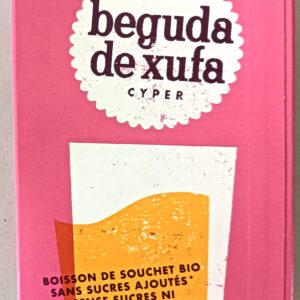 beguda
de xufa
CYPER
BOISSON DE SOUCHET BIO
SANS SUCRES AJOUTÉS*
SUCRES NI